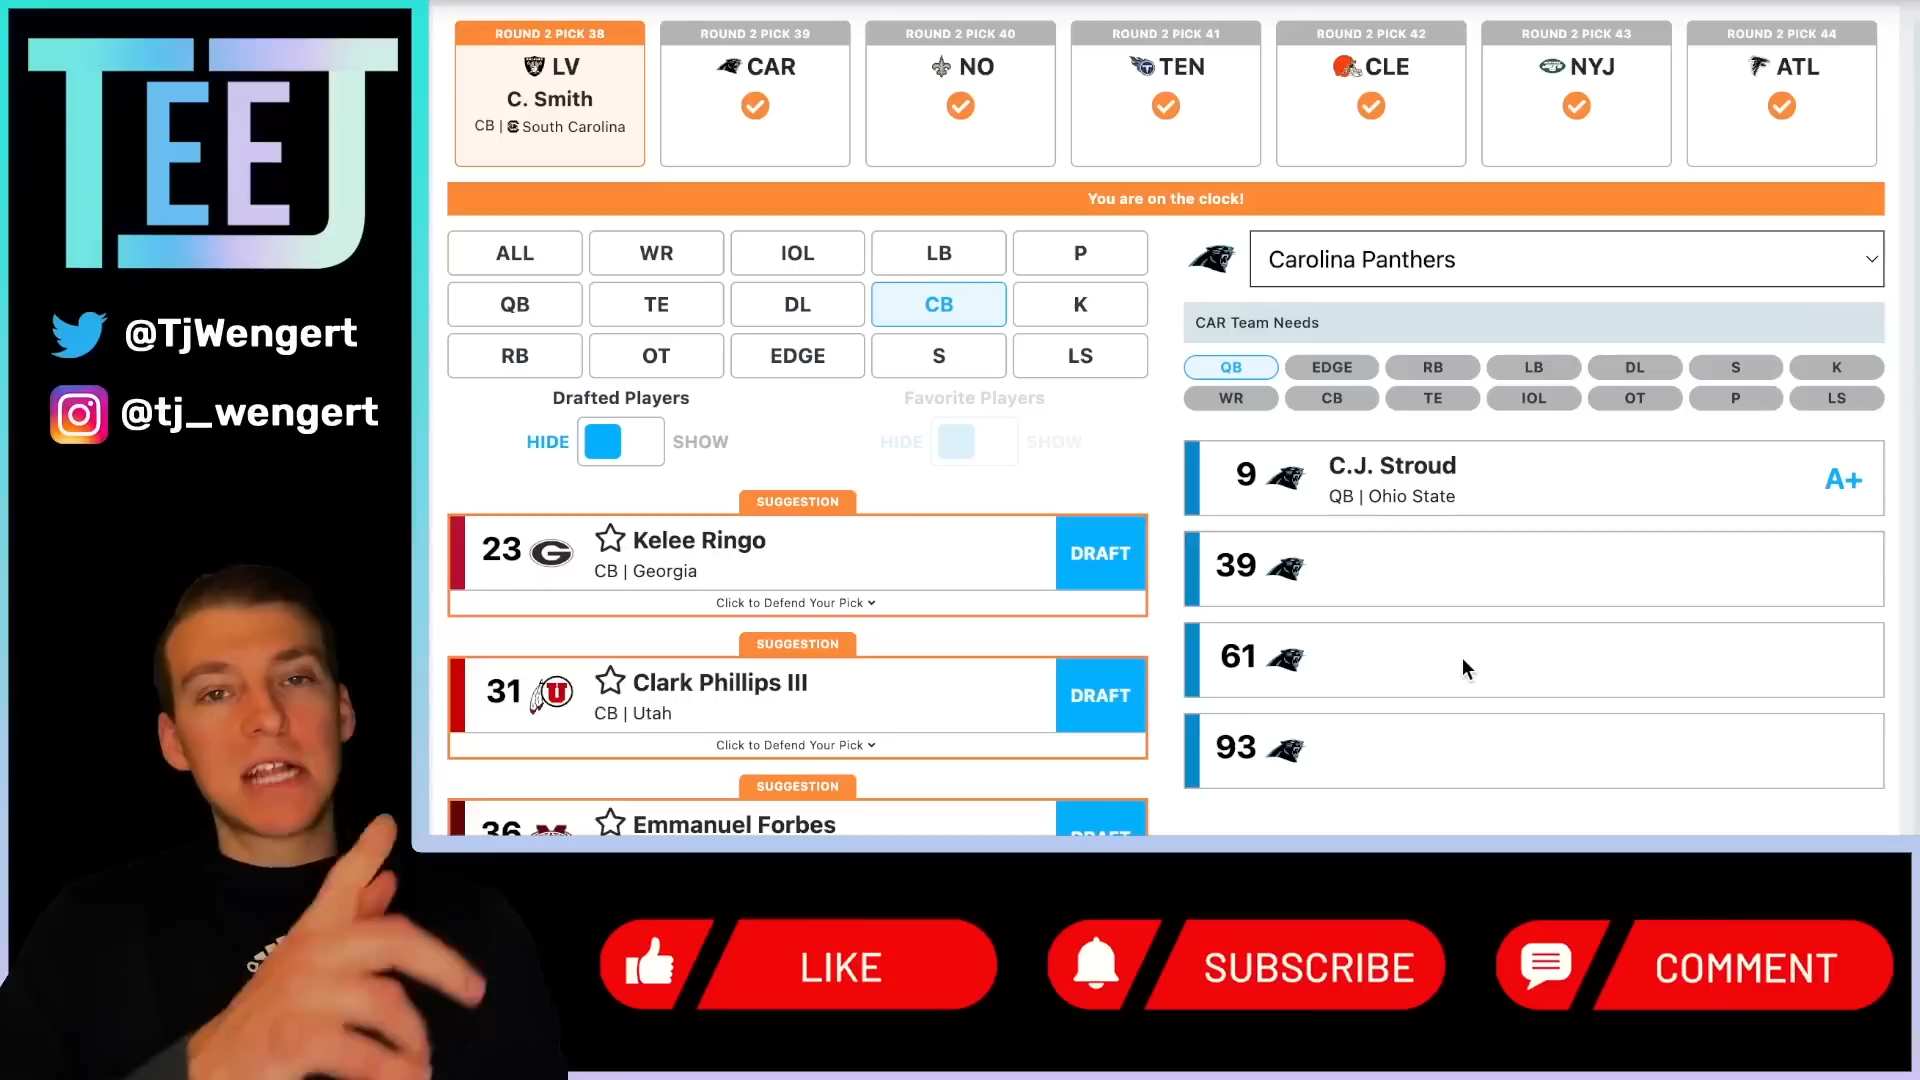 TEEJ
@TjWengert
@tj_wengert
ROUND 2 PICK 38
LV
C. Smith
CB | South Carolina
ROUND 2 PICK 39
CAR
ROUND 2 PICK 40
NO
ROUND 2 PICK 41
TEN
ROUND 2 PICK 42
CLE
ROUND 2 PICK 43
NYJ
ROUND 2 PICK 44
ATL
You are on the clock!
ALL
WR
IOL
LB
P
QB
TE
DL
CB
K
RB
OT
EDGE
S
LS
Drafted Players
HIDE
SHOW
Favorite Players
HIDE
SHOW
SUGGESTION
23
G
Kelee Ringo
CB | Georgia
DRAFT
Click to Defend Your Pick
SUGGESTION
31
U
Clark Phillips III
CB | Utah
DRAFT
Click to Defend Your Pick
SUGGESTION
36
Emmanuel Forbes
DRAFT
Carolina Panthers
CAR Team Needs
QB
EDGE
RB
LB
DL
S
K
WR
CB
TE
IOL
OT
P
LS
9
C.J. Stroud
QB | Ohio State
A+
39
61
93
LIKE
SUBSCRIBE
COMMENT